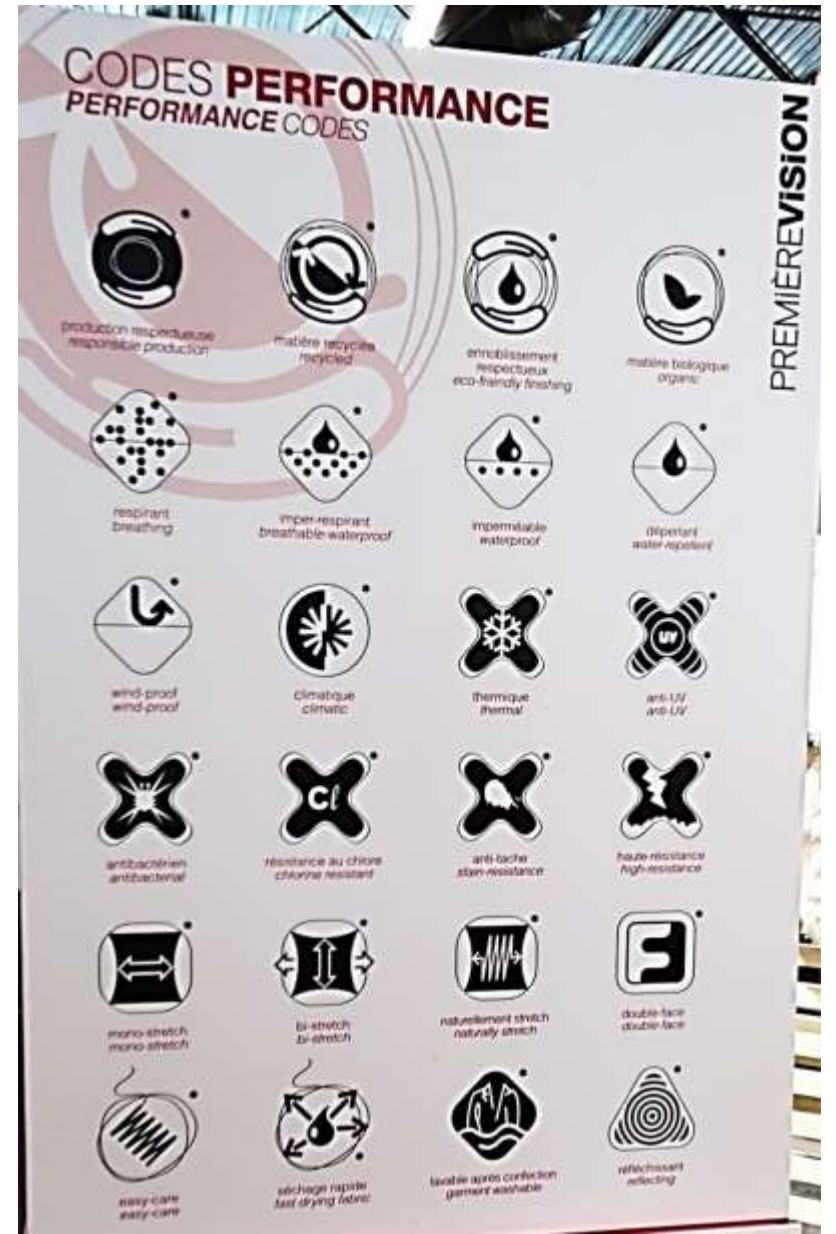 CODES PERFORMANCE
PERFORMANCE CODES
PREMIÈREVISION
production respectueuse
responsible production
matière recyclée
recycled
ennoblissement
respectueux
eco-friendly finishing
matière biologique
organic
respirant
breathing
imper-respirant
breathable-waterproof
imperméable
waterproof
déperlant
water-repellent
wind-proof
wind-proof
climatique
climatic
thermique
thermal
UV
anti-UV
anti-UV
antibactérien
antibacterial
Cl
résistance au chlore
chlorine resistant
anti-tache
stain-resistance
haute-résistance
high-resistance
mono-stretch
mono-stretch
bi-stretch
bi-stretch
naturellement stretch
naturally stretch
double-face
double-face
easy-care
easy-care
séchage rapide
fast drying fabric
lavable après confection
garment washable
réfléchissant
reflecting